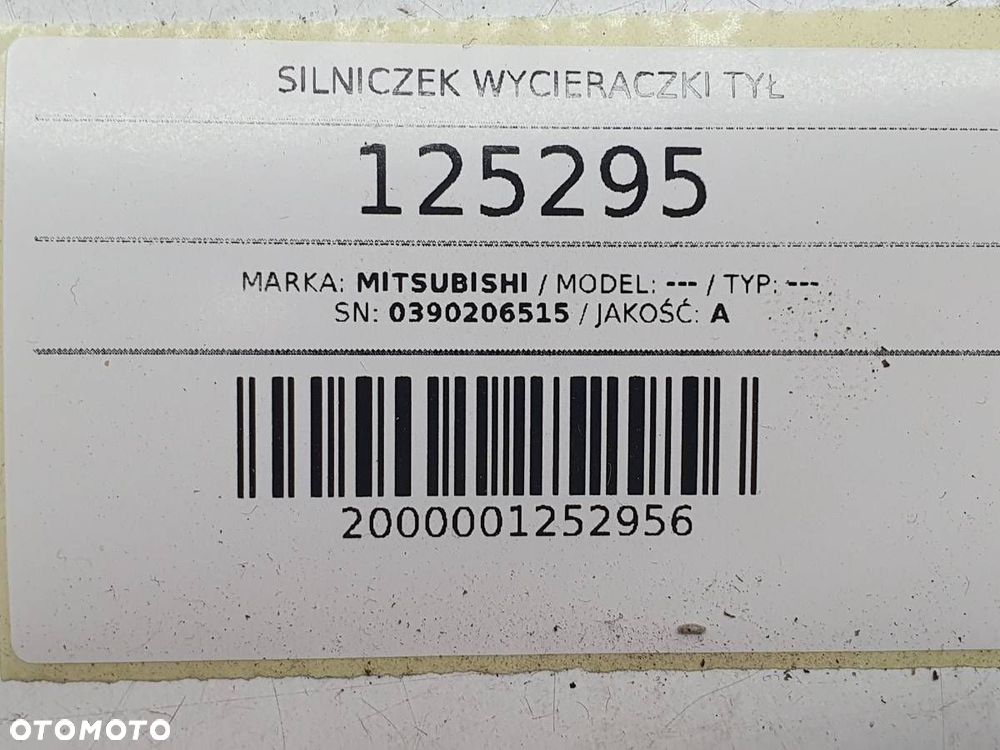 SILNICZEK WYCIERACZKI TYŁ
125295
MARKA: MITSUBISHI / MODEL: --- / TYP: ---
SN: 0390206515 / JAKOŚĆ: A
2000001252956
OTOMOTO